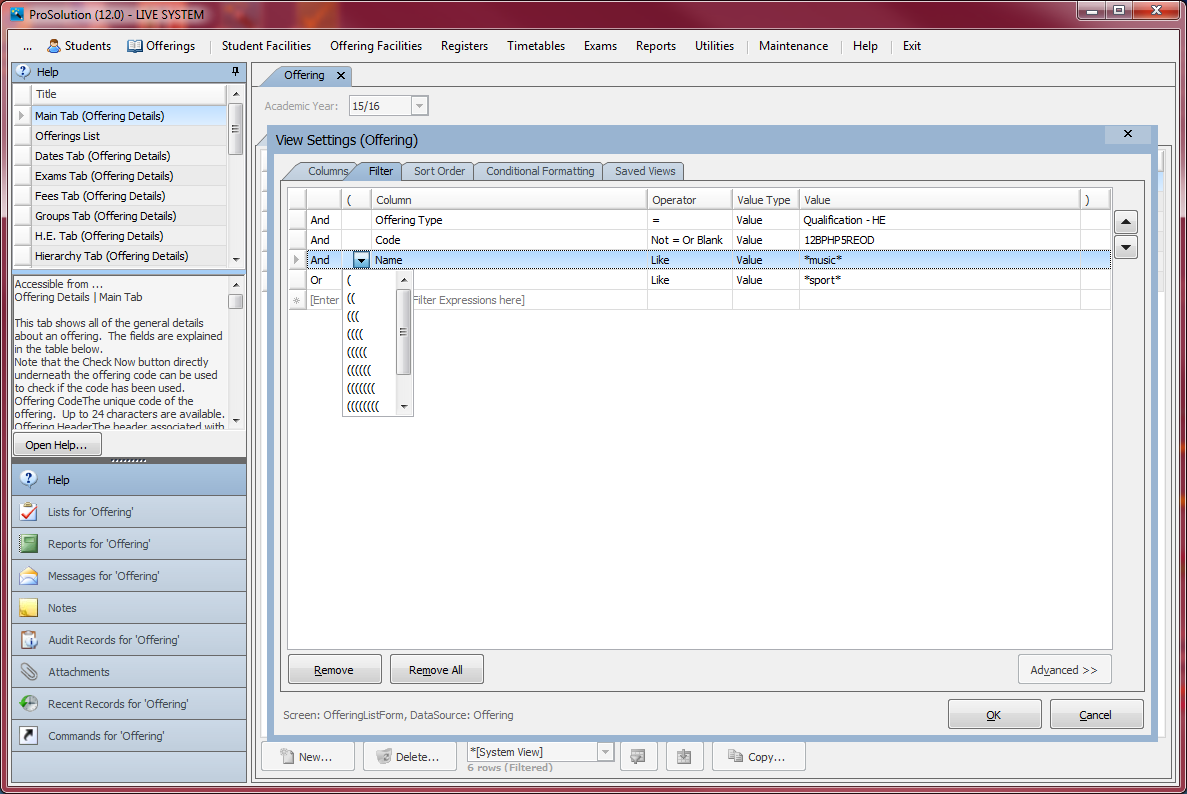 ProSolution (12.0) - LIVE SYSTEM
... Students Offerings Student Facilities Offering Facilities Registers Timetables Exams Reports Utilities Maintenance Help Exit
Help
Title
Main Tab (Offering Details)
Offerings List
Dates Tab (Offering Details)
Exams Tab (Offering Details)
Fees Tab (Offering Details)
Groups Tab (Offering Details)
H.E. Tab (Offering Details)
Hierarchy Tab (Offering Details)
Accessible from ...
Offering Details | Main Tab
This tab shows all of the general details
about an offering. The fields are explained
in the table below.
Note that the Check Now button directly
underneath the offering code can be used
to check if the code has been used.
Offering CodeThe unique code of the
offering. Up to 24 characters are available.
Offering HeaderThe header associated with
Open Help...
Help
Lists for 'Offering'
Reports for 'Offering'
Messages for 'Offering'
Notes
Audit Records for 'Offering'
Attachments
Recent Records for 'Offering'
Commands for 'Offering'
Offering
Academic Year: 15/16
View Settings (Offering)
Columns Filter Sort Order Conditional Formatting Saved Views
( Column Operator Value Type Value )
And Offering Type = Value Qualification - HE
And Code Not = Or Blank Value 12BPHP5REOD
And Name Like Value *music*
Or Like Value *sport*
[Enter Filter Expressions here]
(
((
(((
((((
(((((
((((((
(((((((
((((((((
Remove Remove All Advanced >>
Screen: OfferingListForm, DataSource: Offering
OK Cancel
New... Delete... *[System View] Copy...
6 rows (Filtered)